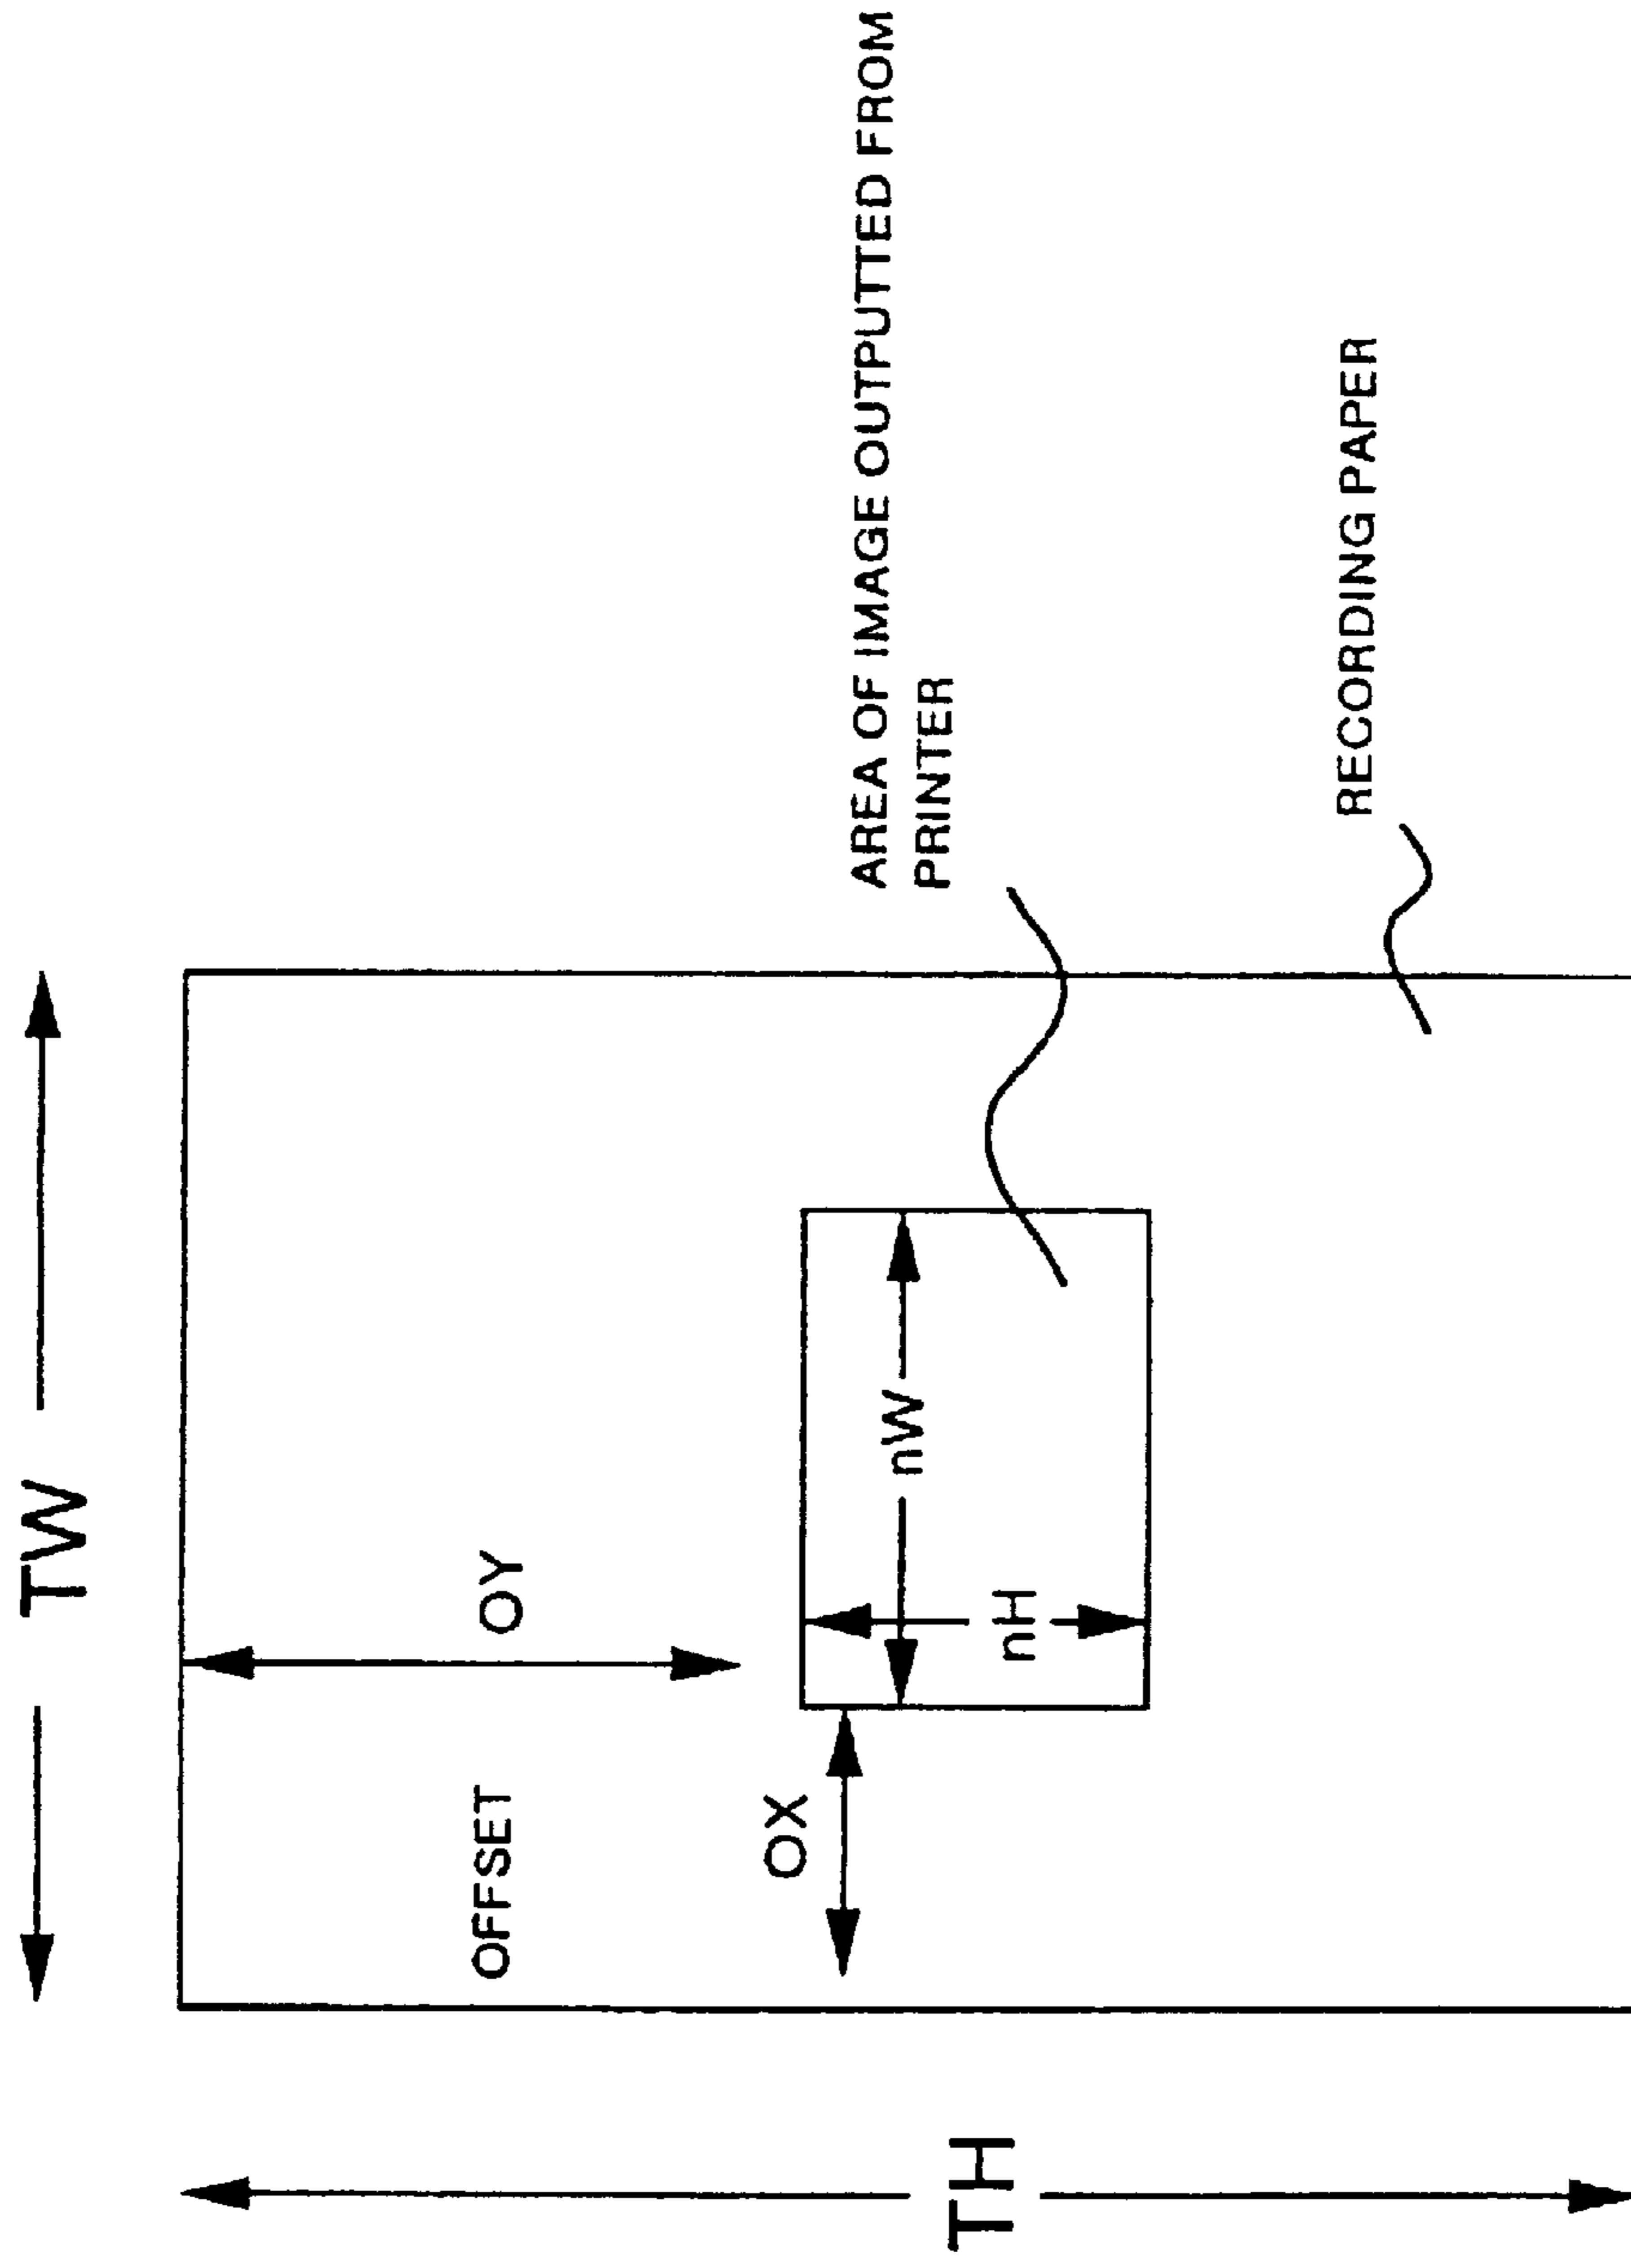 TW
OFFSET
OY
OX
nW
nH
TH
AREA OF IMAGE OUTPUTTED FROM
PRINTER
RECORDING PAPER